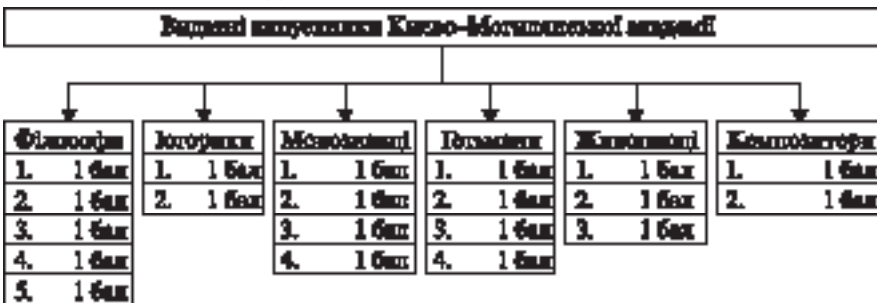 Видатні випускники Києво-Могилянської академії
Філософи Історики Мовознавці Гетьмани Живописці Композитори
1. 1 бал 1. 1 бал 1. 1 бал 1. 1 бал 1. 1 бал 1. 1 бал
2. 1 бал 2. 1 бал 2. 1 бал 2. 1 бал 2. 1 бал 2. 1 бал
3. 1 бал 3. 1 бал 3. 1 бал 3. 1 бал
4. 1 бал 4. 1 бал 4. 1 бал
5. 1 бал